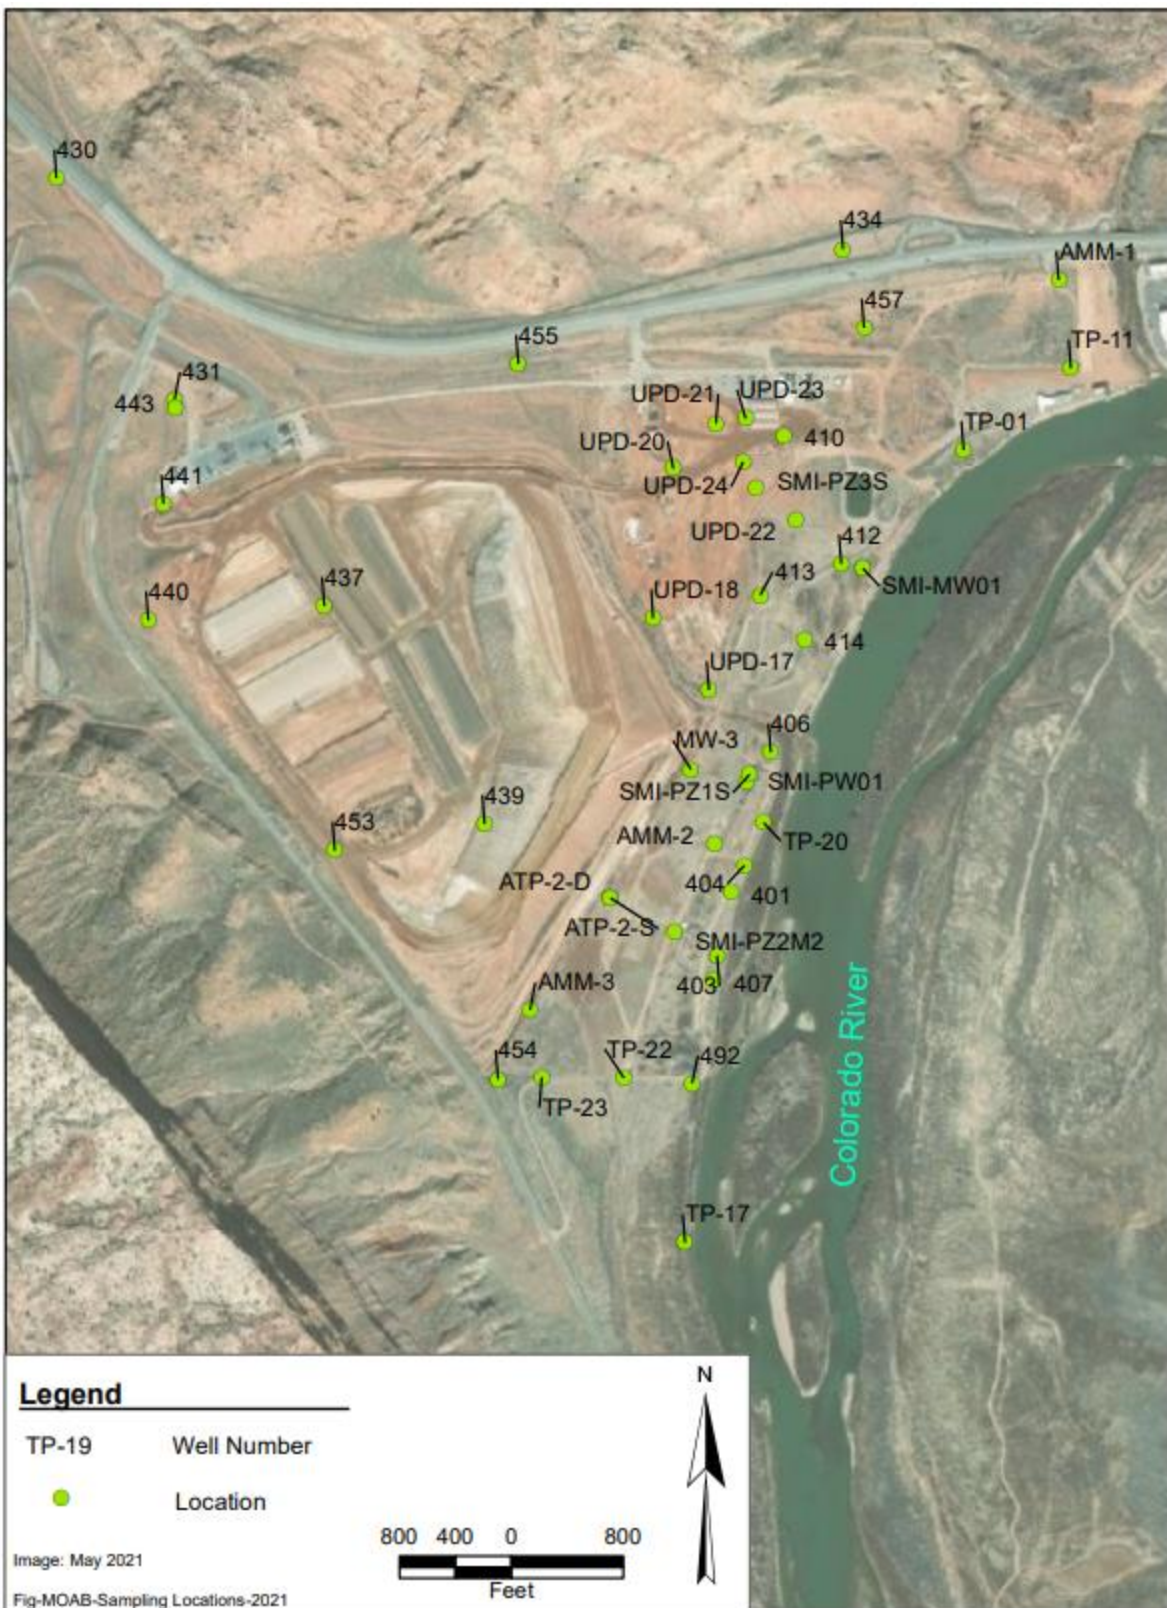 430
434
AMM-1
457
455
TP-11
431
443
UPD-21
UPD-23
410
TP-01
UPD-20
UPD-24
SMI-PZ3S
441
UPD-22
412
SMI-MW01
413
437
440
UPD-18
414
UPD-17
406
MW-3
SMI-PZ1S
SMI-PW01
439
453
AMM-2
TP-20
404
401
ATP-2-D
ATP-2-S
SMI-PZ2M2
403
407
AMM-3
454
TP-22
492
TP-23
Colorado River
TP-17
Legend
TP-19 Well Number
Location
N
800 400 0 800
Feet
Image: May 2021
Fig-MOAB-Sampling Locations-2021